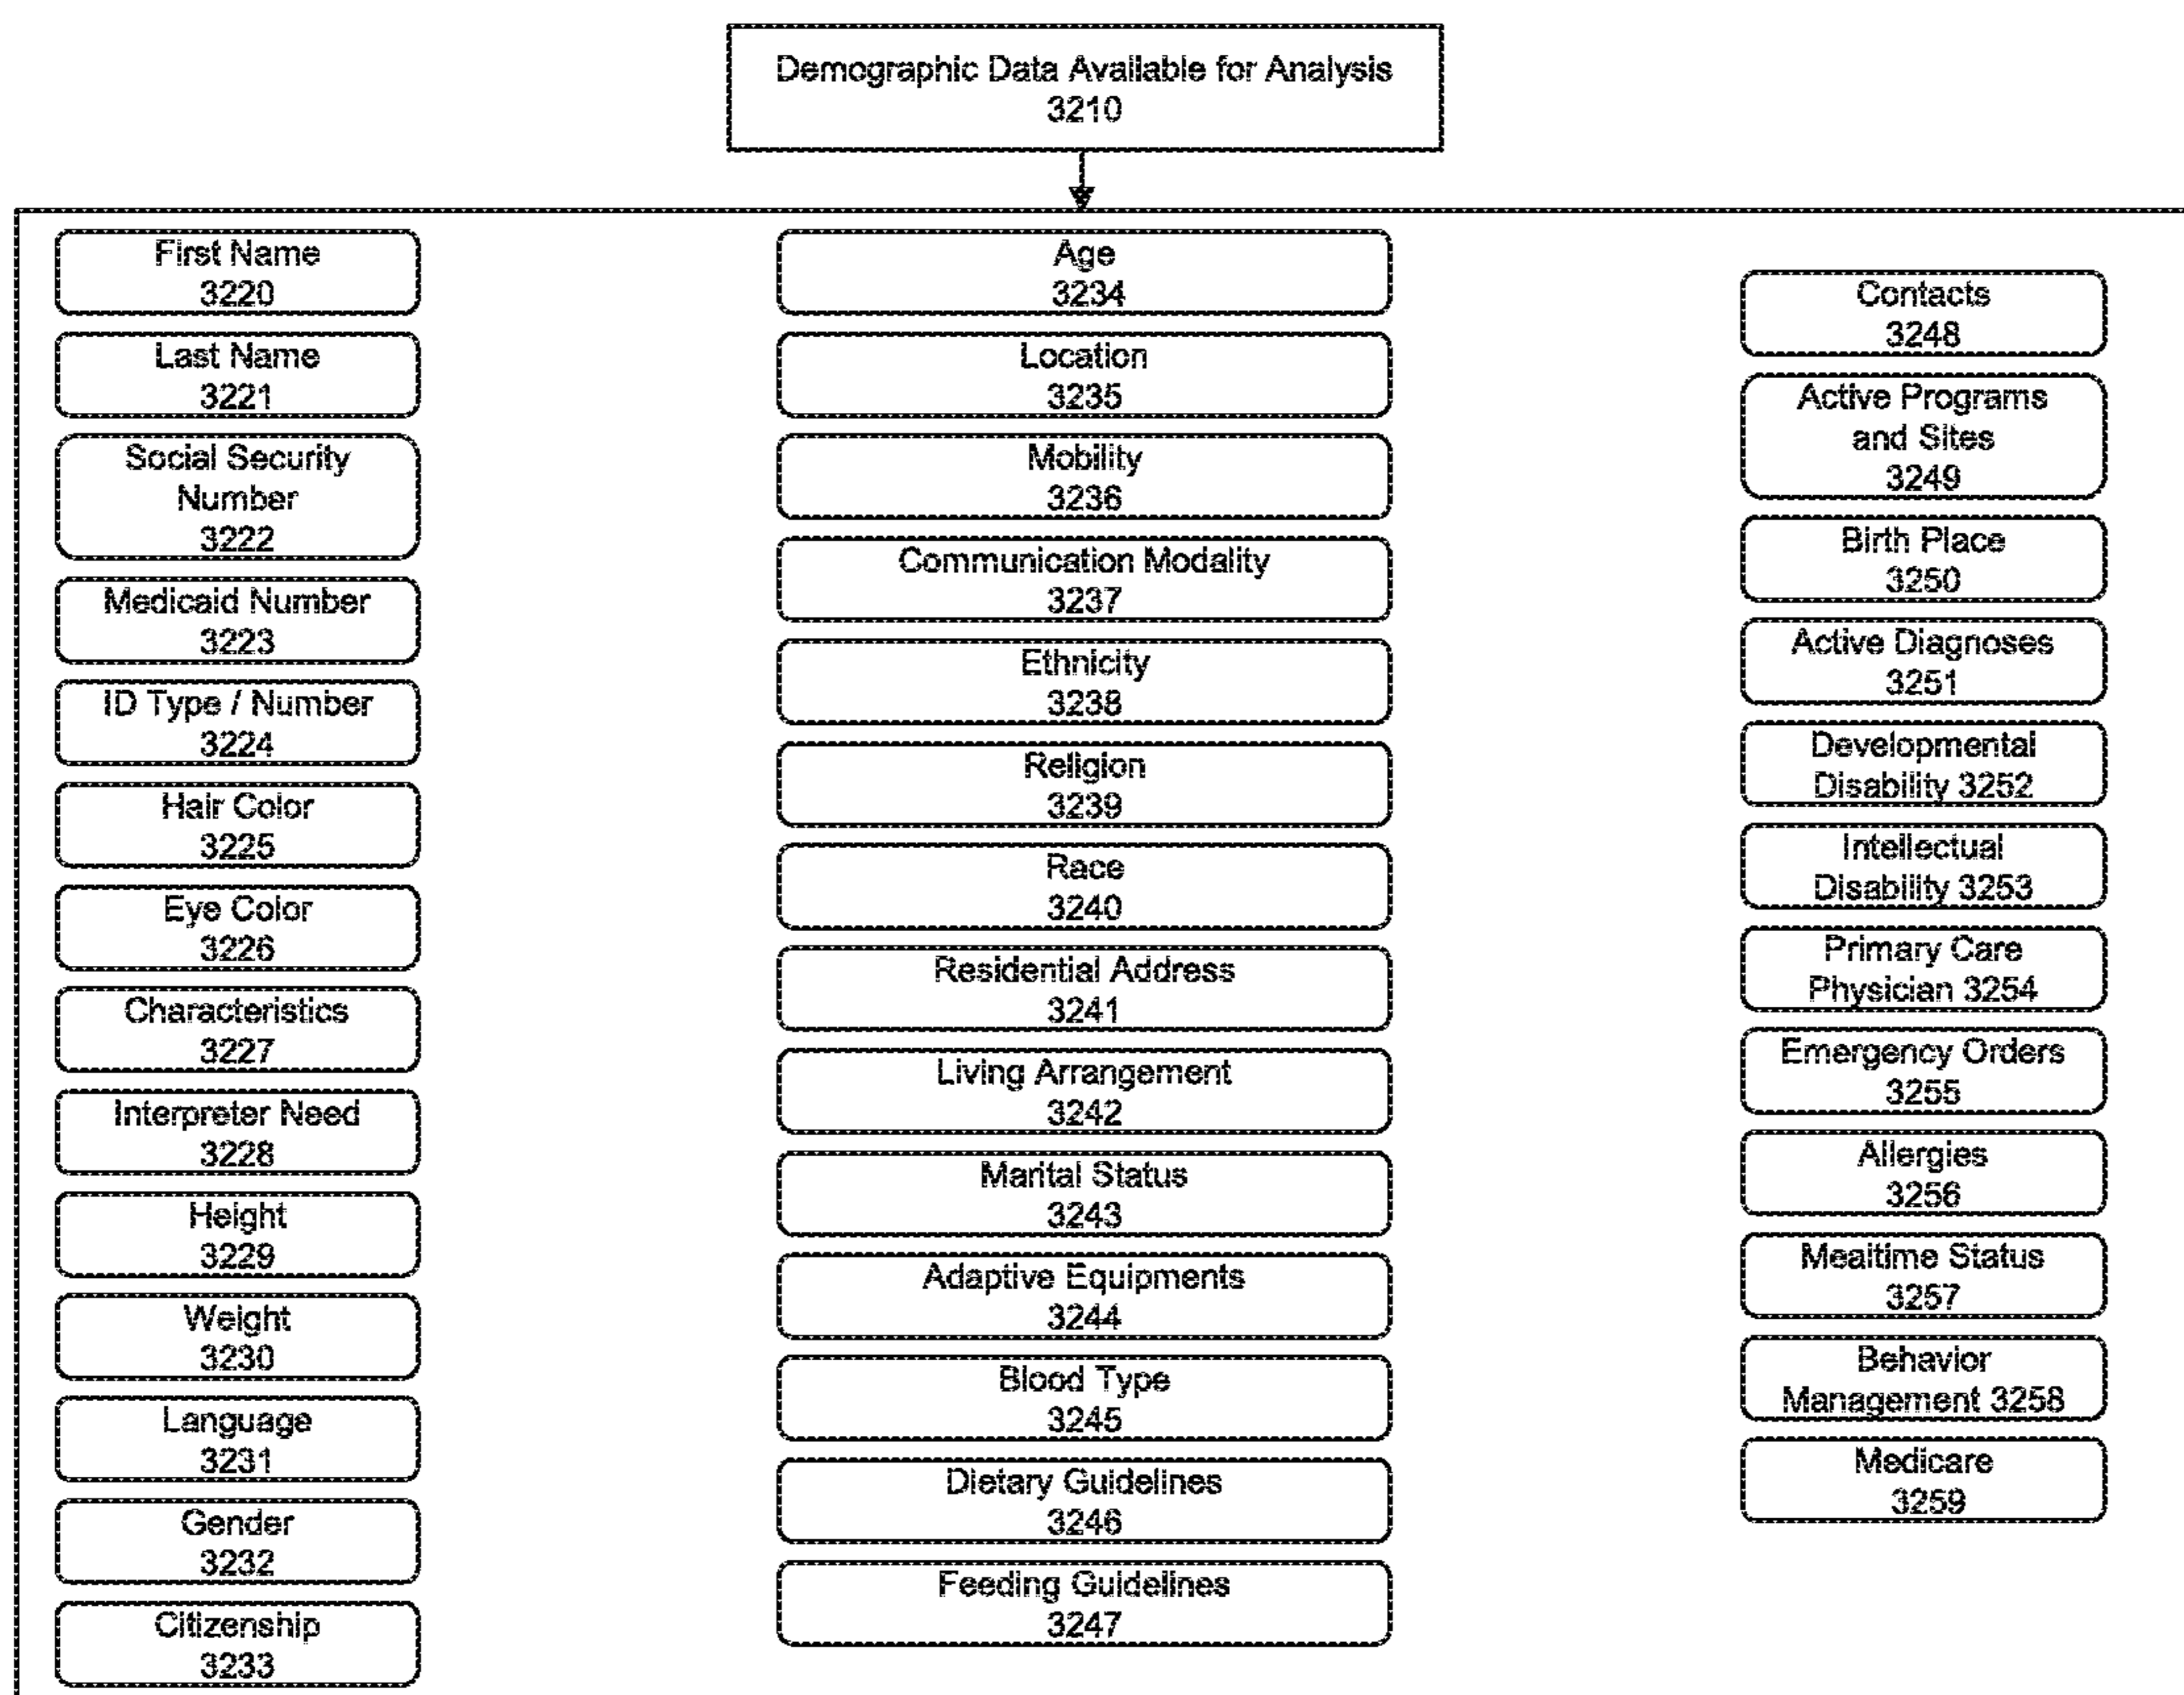 Demographic Data Available for Analysis
3210
First Name
3220
Last Name
3221
Social Security
Number
3222
Medicaid Number
3223
ID Type / Number
3224
Hair Color
3225
Eye Color
3226
Characteristics
3227
Interpreter Need
3228
Height
3229
Weight
3230
Language
3231
Gender
3232
Citizenship
3233
Age
3234
Location
3235
Mobility
3236
Communication Modality
3237
Ethnicity
3238
Religion
3239
Race
3240
Residential Address
3241
Living Arrangement
3242
Marital Status
3243
Adaptive Equipments
3244
Blood Type
3245
Dietary Guidelines
3246
Feeding Guidelines
3247
Contacts
3248
Active Programs
and Sites
3249
Birth Place
3250
Active Diagnoses
3251
Developmental
Disability 3252
Intellectual
Disability 3253
Primary Care
Physician 3254
Emergency Orders
3255
Allergies
3256
Mealtime Status
3257
Behavior
Management 3258
Medicare
3259